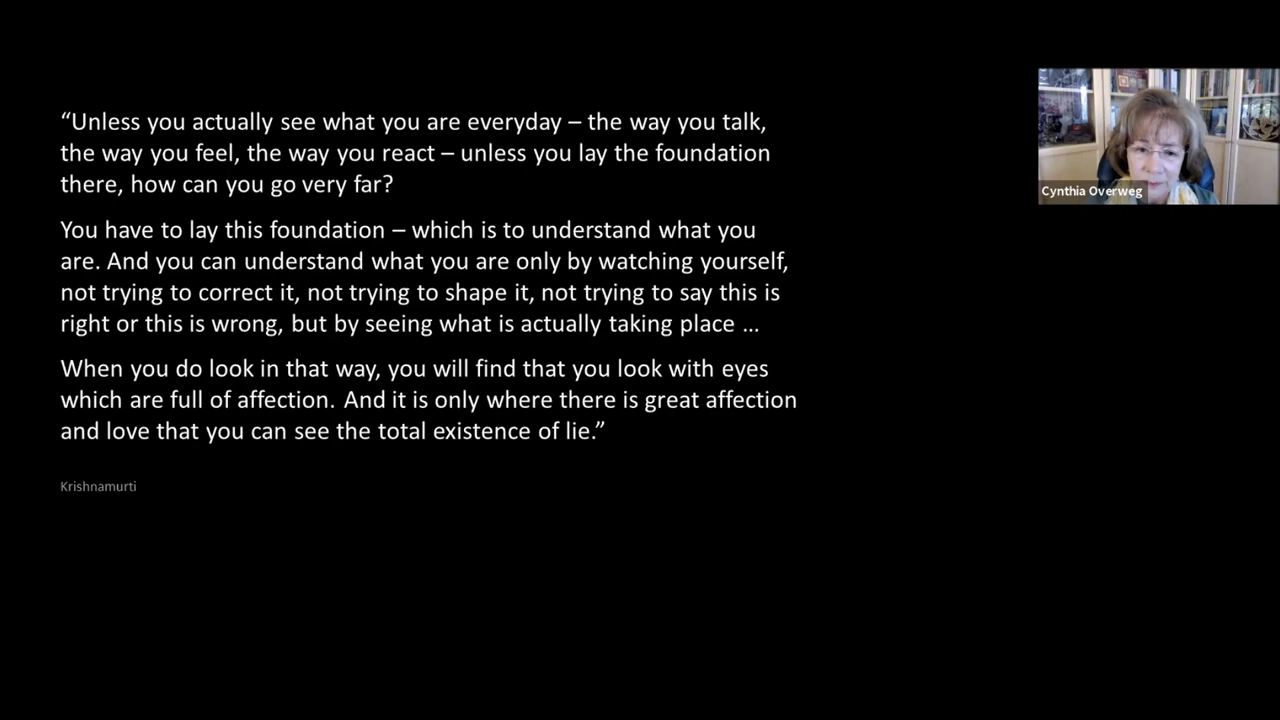 “Unless you actually see what you are everyday – the way you talk,
the way you feel, the way you react – unless you lay the foundation
there, how can you go very far?
You have to lay this foundation – which is to understand what you
are. And you can understand what you are only by watching yourself,
not trying to correct it, not trying to shape it, not trying to say this is
right or this is wrong, but by seeing what is actually taking place …
When you do look in that way, you will find that you look with eyes
which are full of affection. And it is only where there is great affection
and love that you can see the total existence of lie.”
Krishnamurti
Cynthia Overweg